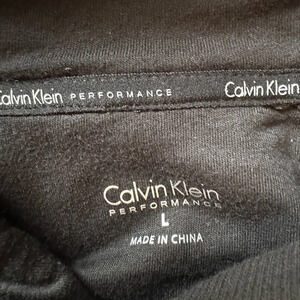 Calvin Klein PERFORMANCE Calvin Klein
Calvin Klein
PERFORMANCE
L
MADE IN CHINA